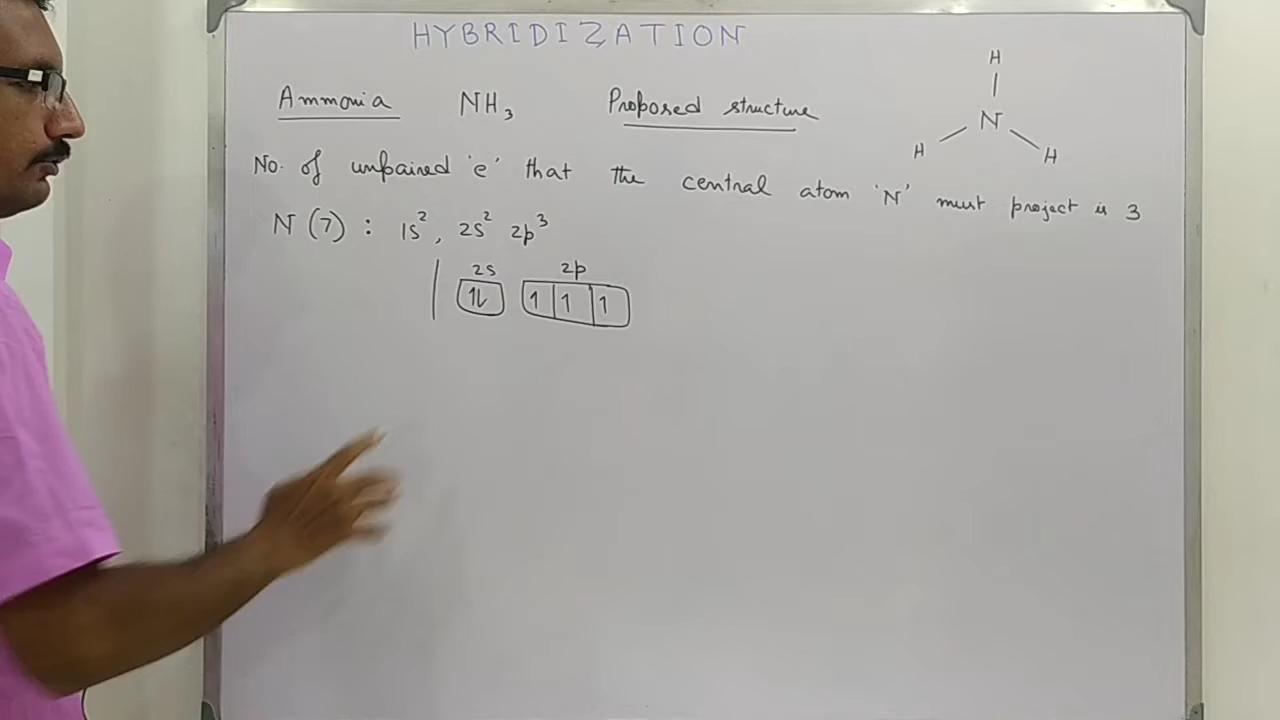 HYBRIDIZATION
Ammonia NH₃ Proposed structure
H
N
H H
No. of unpaired 'e' that the central atom 'N' must project is 3
N (7) : 1s², 2s² 2p³
2s 2p
1l 1 1 1